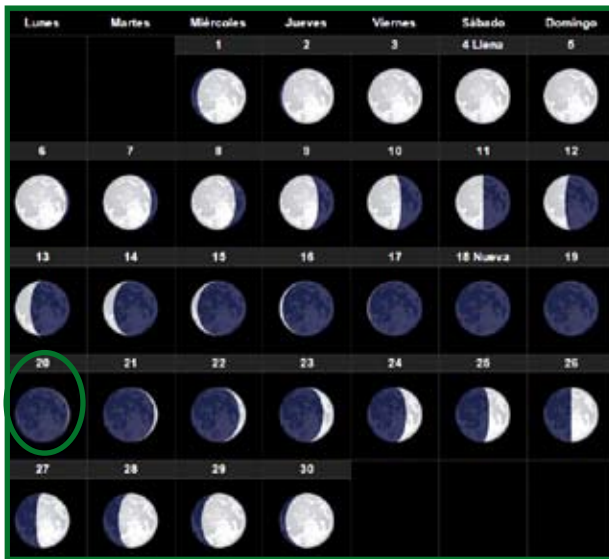 Lunes Martes Miércoles Jueves Viernes Sábado Domingo
1 2 3 4 Llena 5
6 7 8 9 10 11 12
13 14 15 16 17 18 Nueva 19
20 21 22 23 24 25 26
27 28 29 30